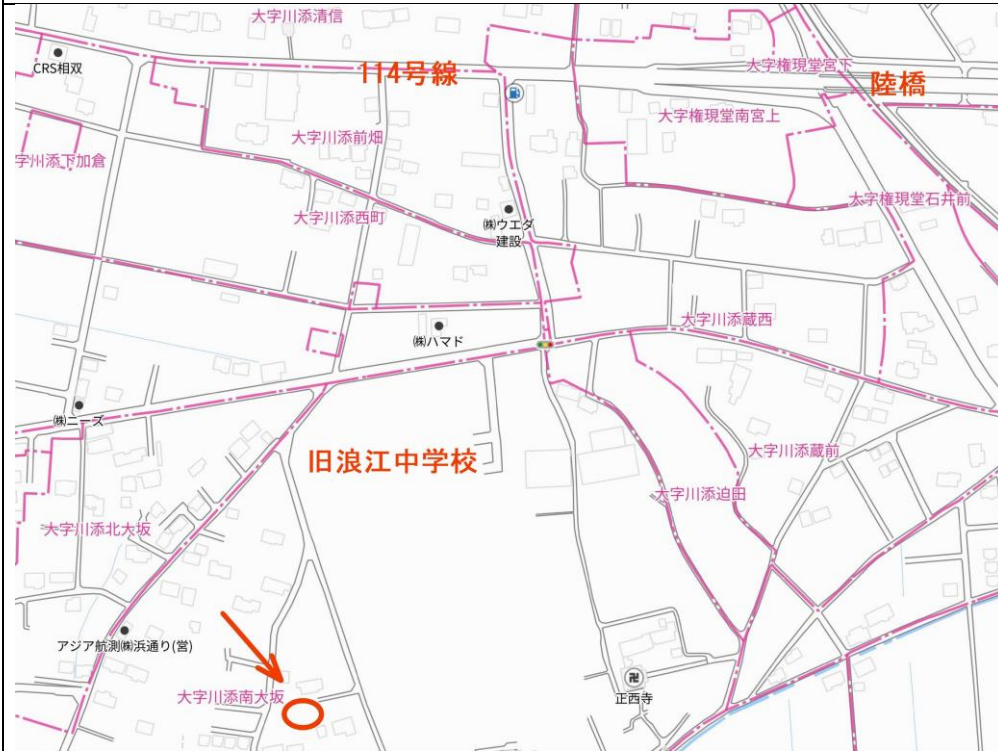 大字川添清信
CRS相双
114号線
大字権現堂宮下
陸橋
大字権現堂南宮上
大字川添前畑
字州添下加倉
大字権現堂石井前
大字川添西町
㈱ウエダ
建設
大字川添蔵西
㈱ハマド
㈱ニーズ
旧浪江中学校
大字川添蔵前
大字川添迫田
大字川添北大坂
アジア航測㈱浜通り(営)
大字川添南大坂
正西寺